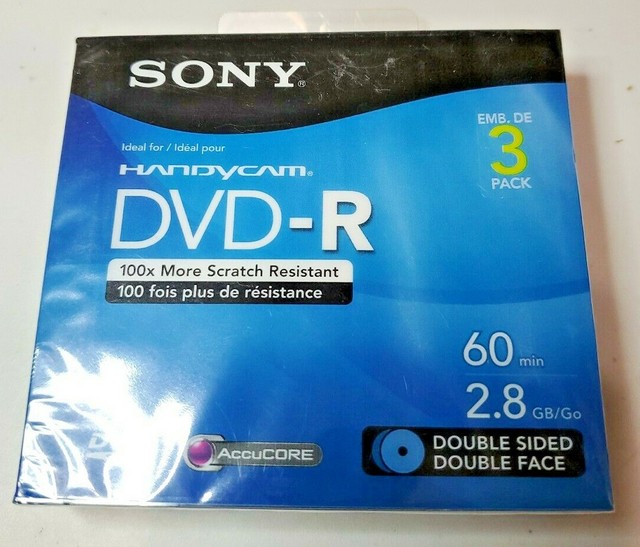 SONY®
EMB. DE
3
PACK
Ideal for / Idéal pour
HANDYCAM®
DVD-R
100x More Scratch Resistant
100 fois plus de résistance
60 min
2.8 GB/Go
AccuCORE
DOUBLE SIDED
DOUBLE FACE